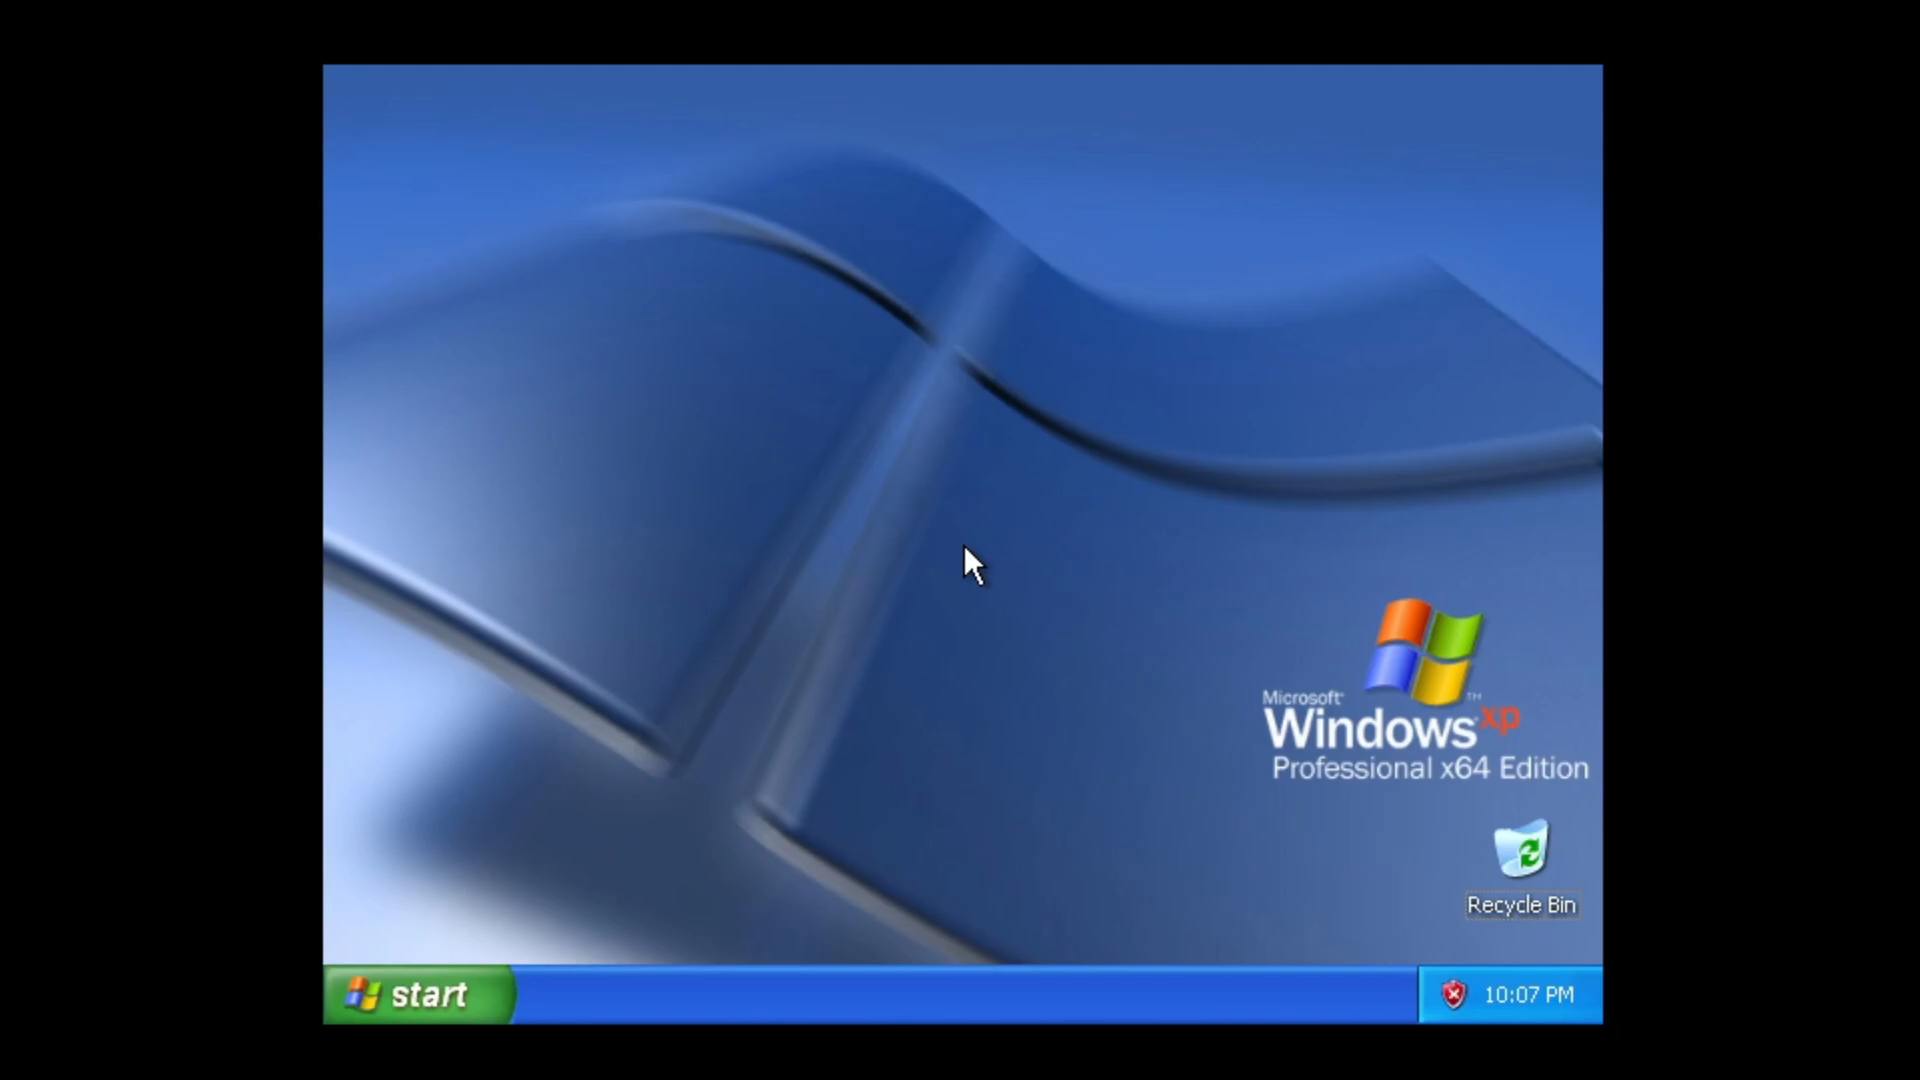 Microsoft
Windows xp
Professional x64 Edition
Recycle Bin
start
10:07 PM